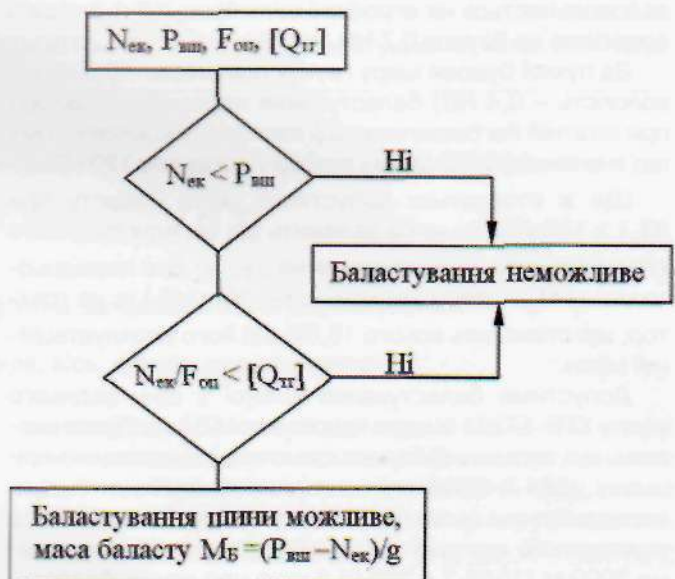 Nек, Pвш, Fоп, [Qтг]
Nек < Pвш
Ні
Баластування неможливе
Nек/Fоп < [Qтг]
Ні
Баластування шини можливе,
маса баласту MБ=(Pвш–Nек)/g